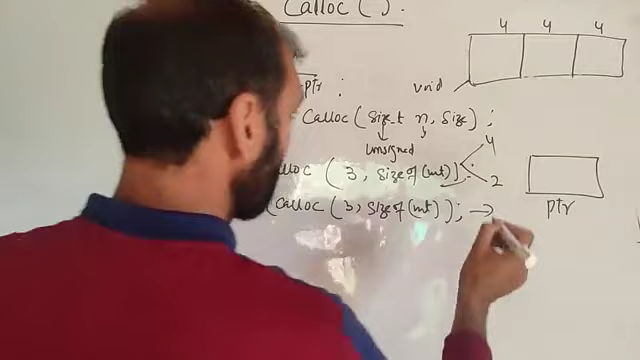 Calloc ( ).
4 4 4
ptr :
void
Calloc ( Size_t n, Size) ;
unsigned
4
lloc ( 3, Sizeof (int)]
2
(Calloc ( 3, Sizeof (int)) ; →
ptr